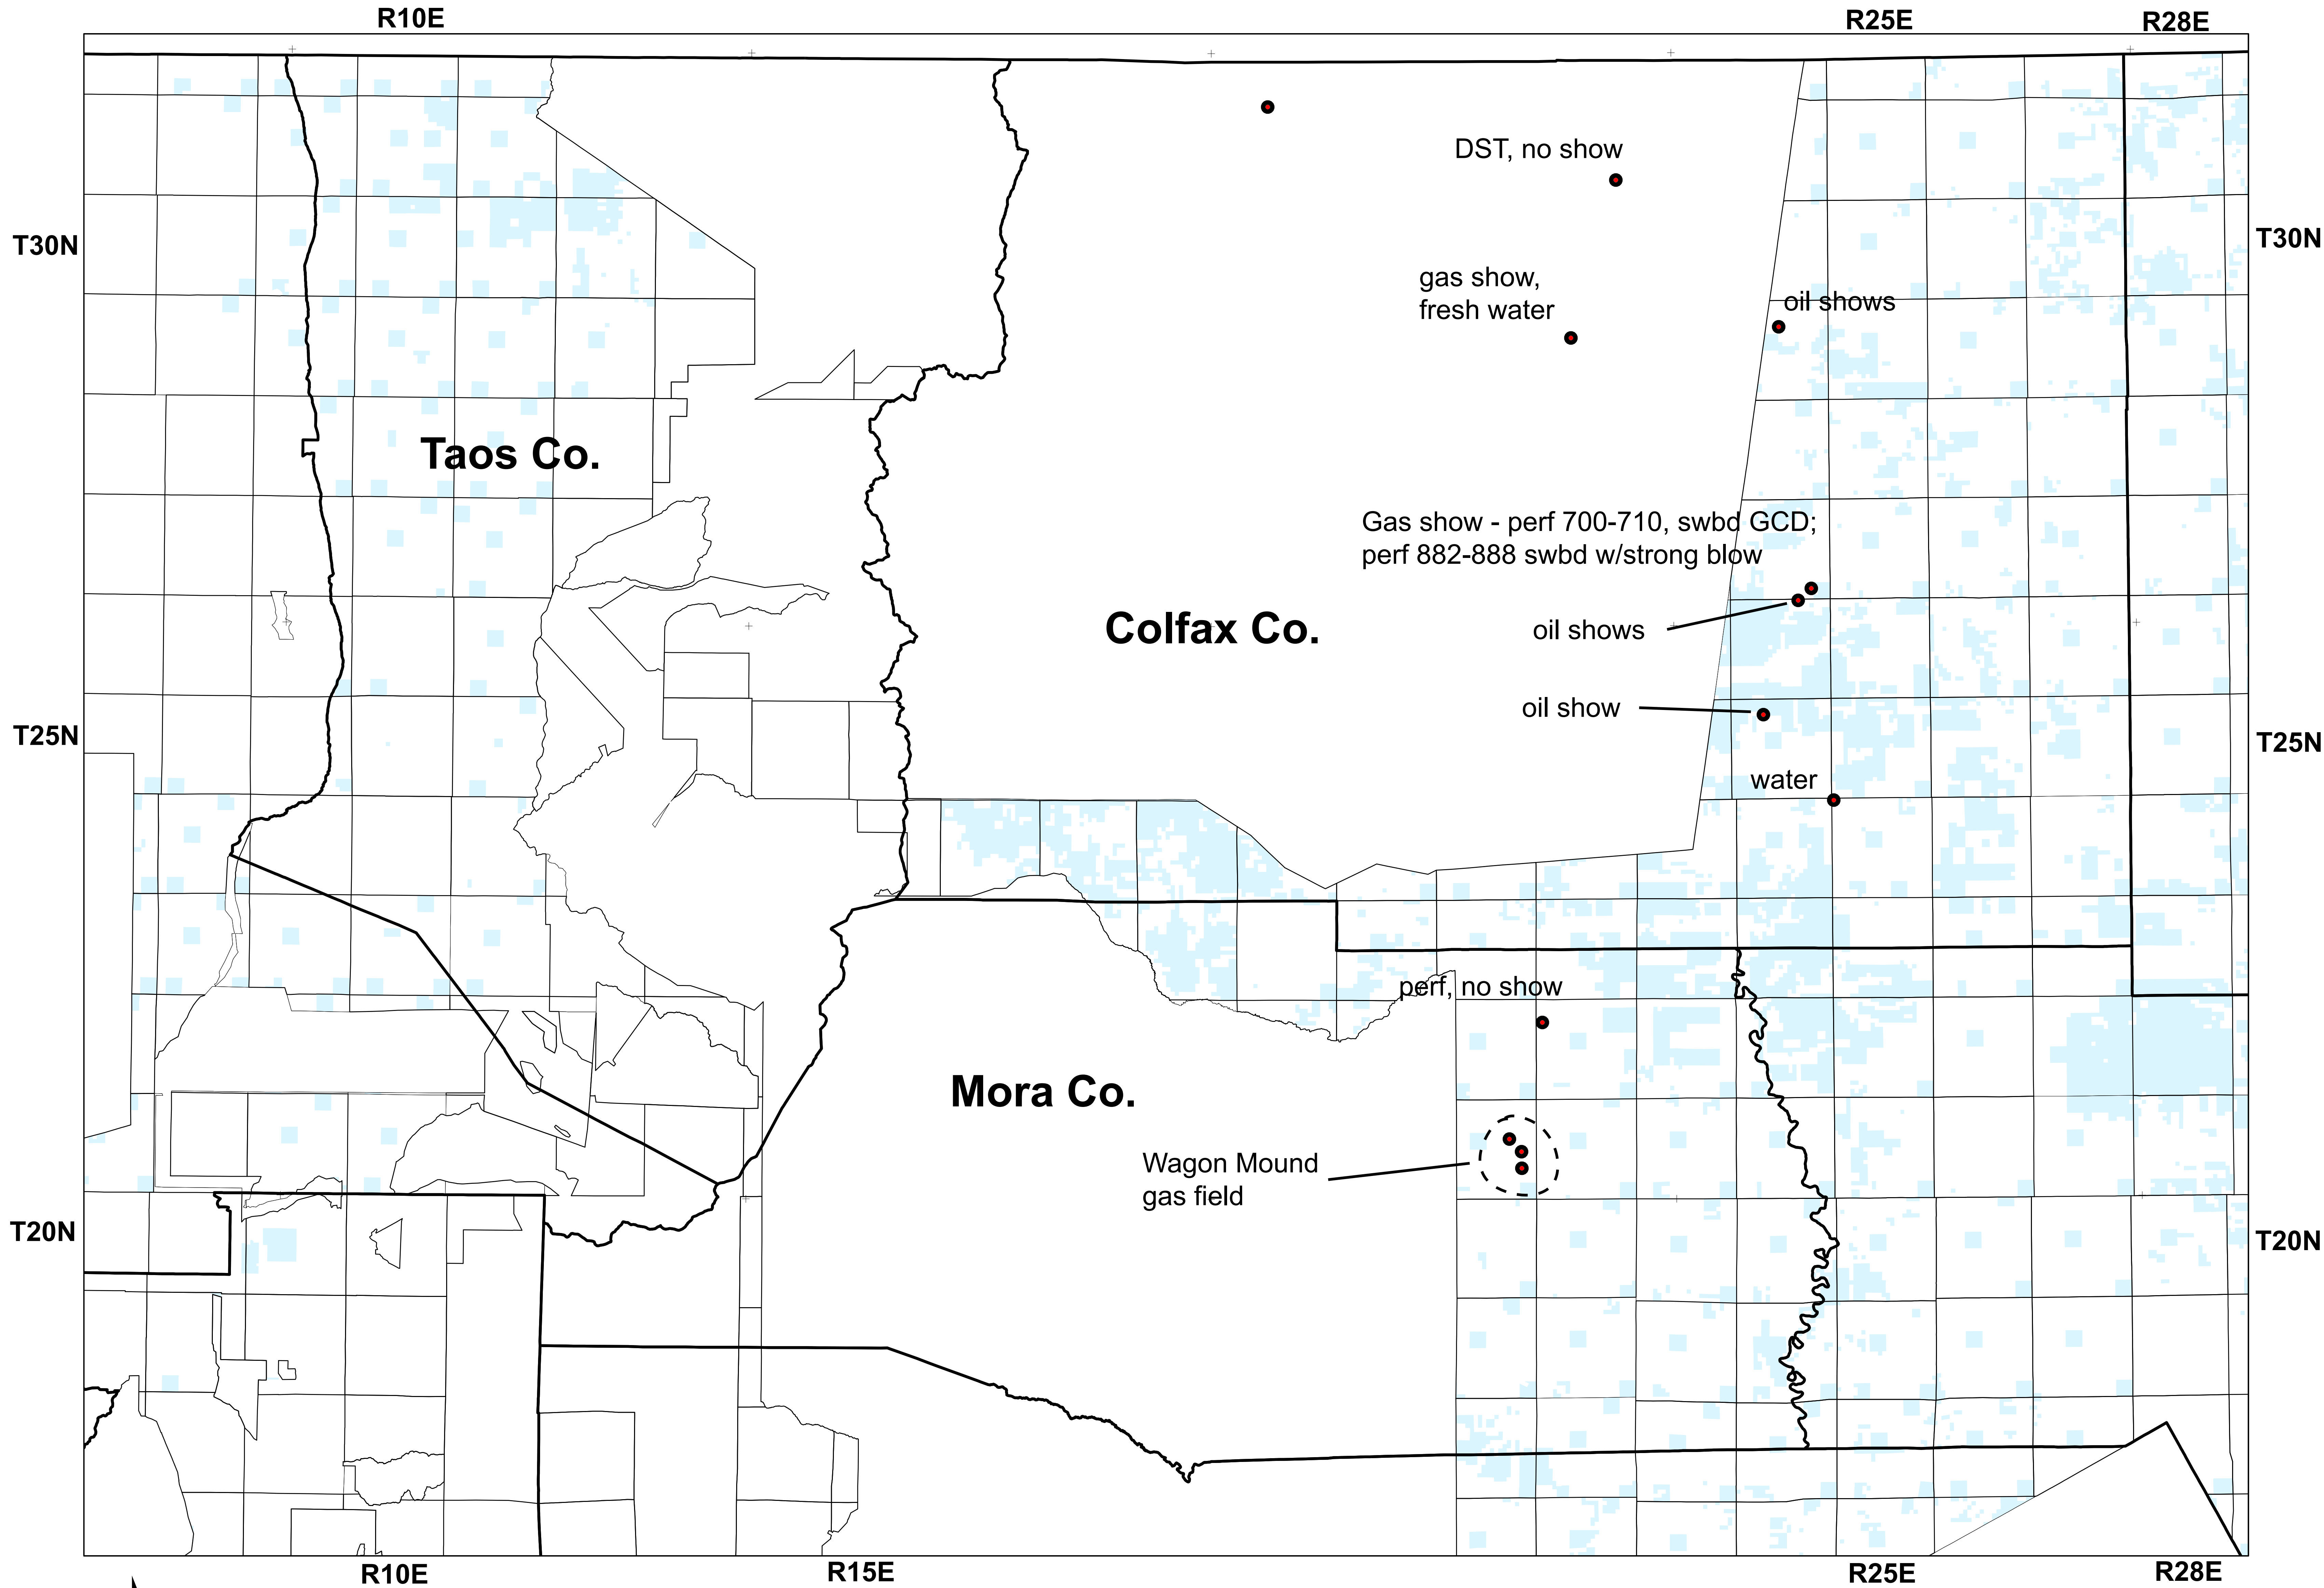 R10E
R25E
R28E
DST, no show
T30N
T30N
gas show,
fresh water
oil shows
Taos Co.
Gas show - perf 700-710, swbd GCD;
perf 882-888 swbd w/strong blow
Colfax Co.
oil shows
oil show
T25N
T25N
water
perf, no show
Mora Co.
Wagon Mound
gas field
T20N
T20N
R10E
R15E
R25E
R28E